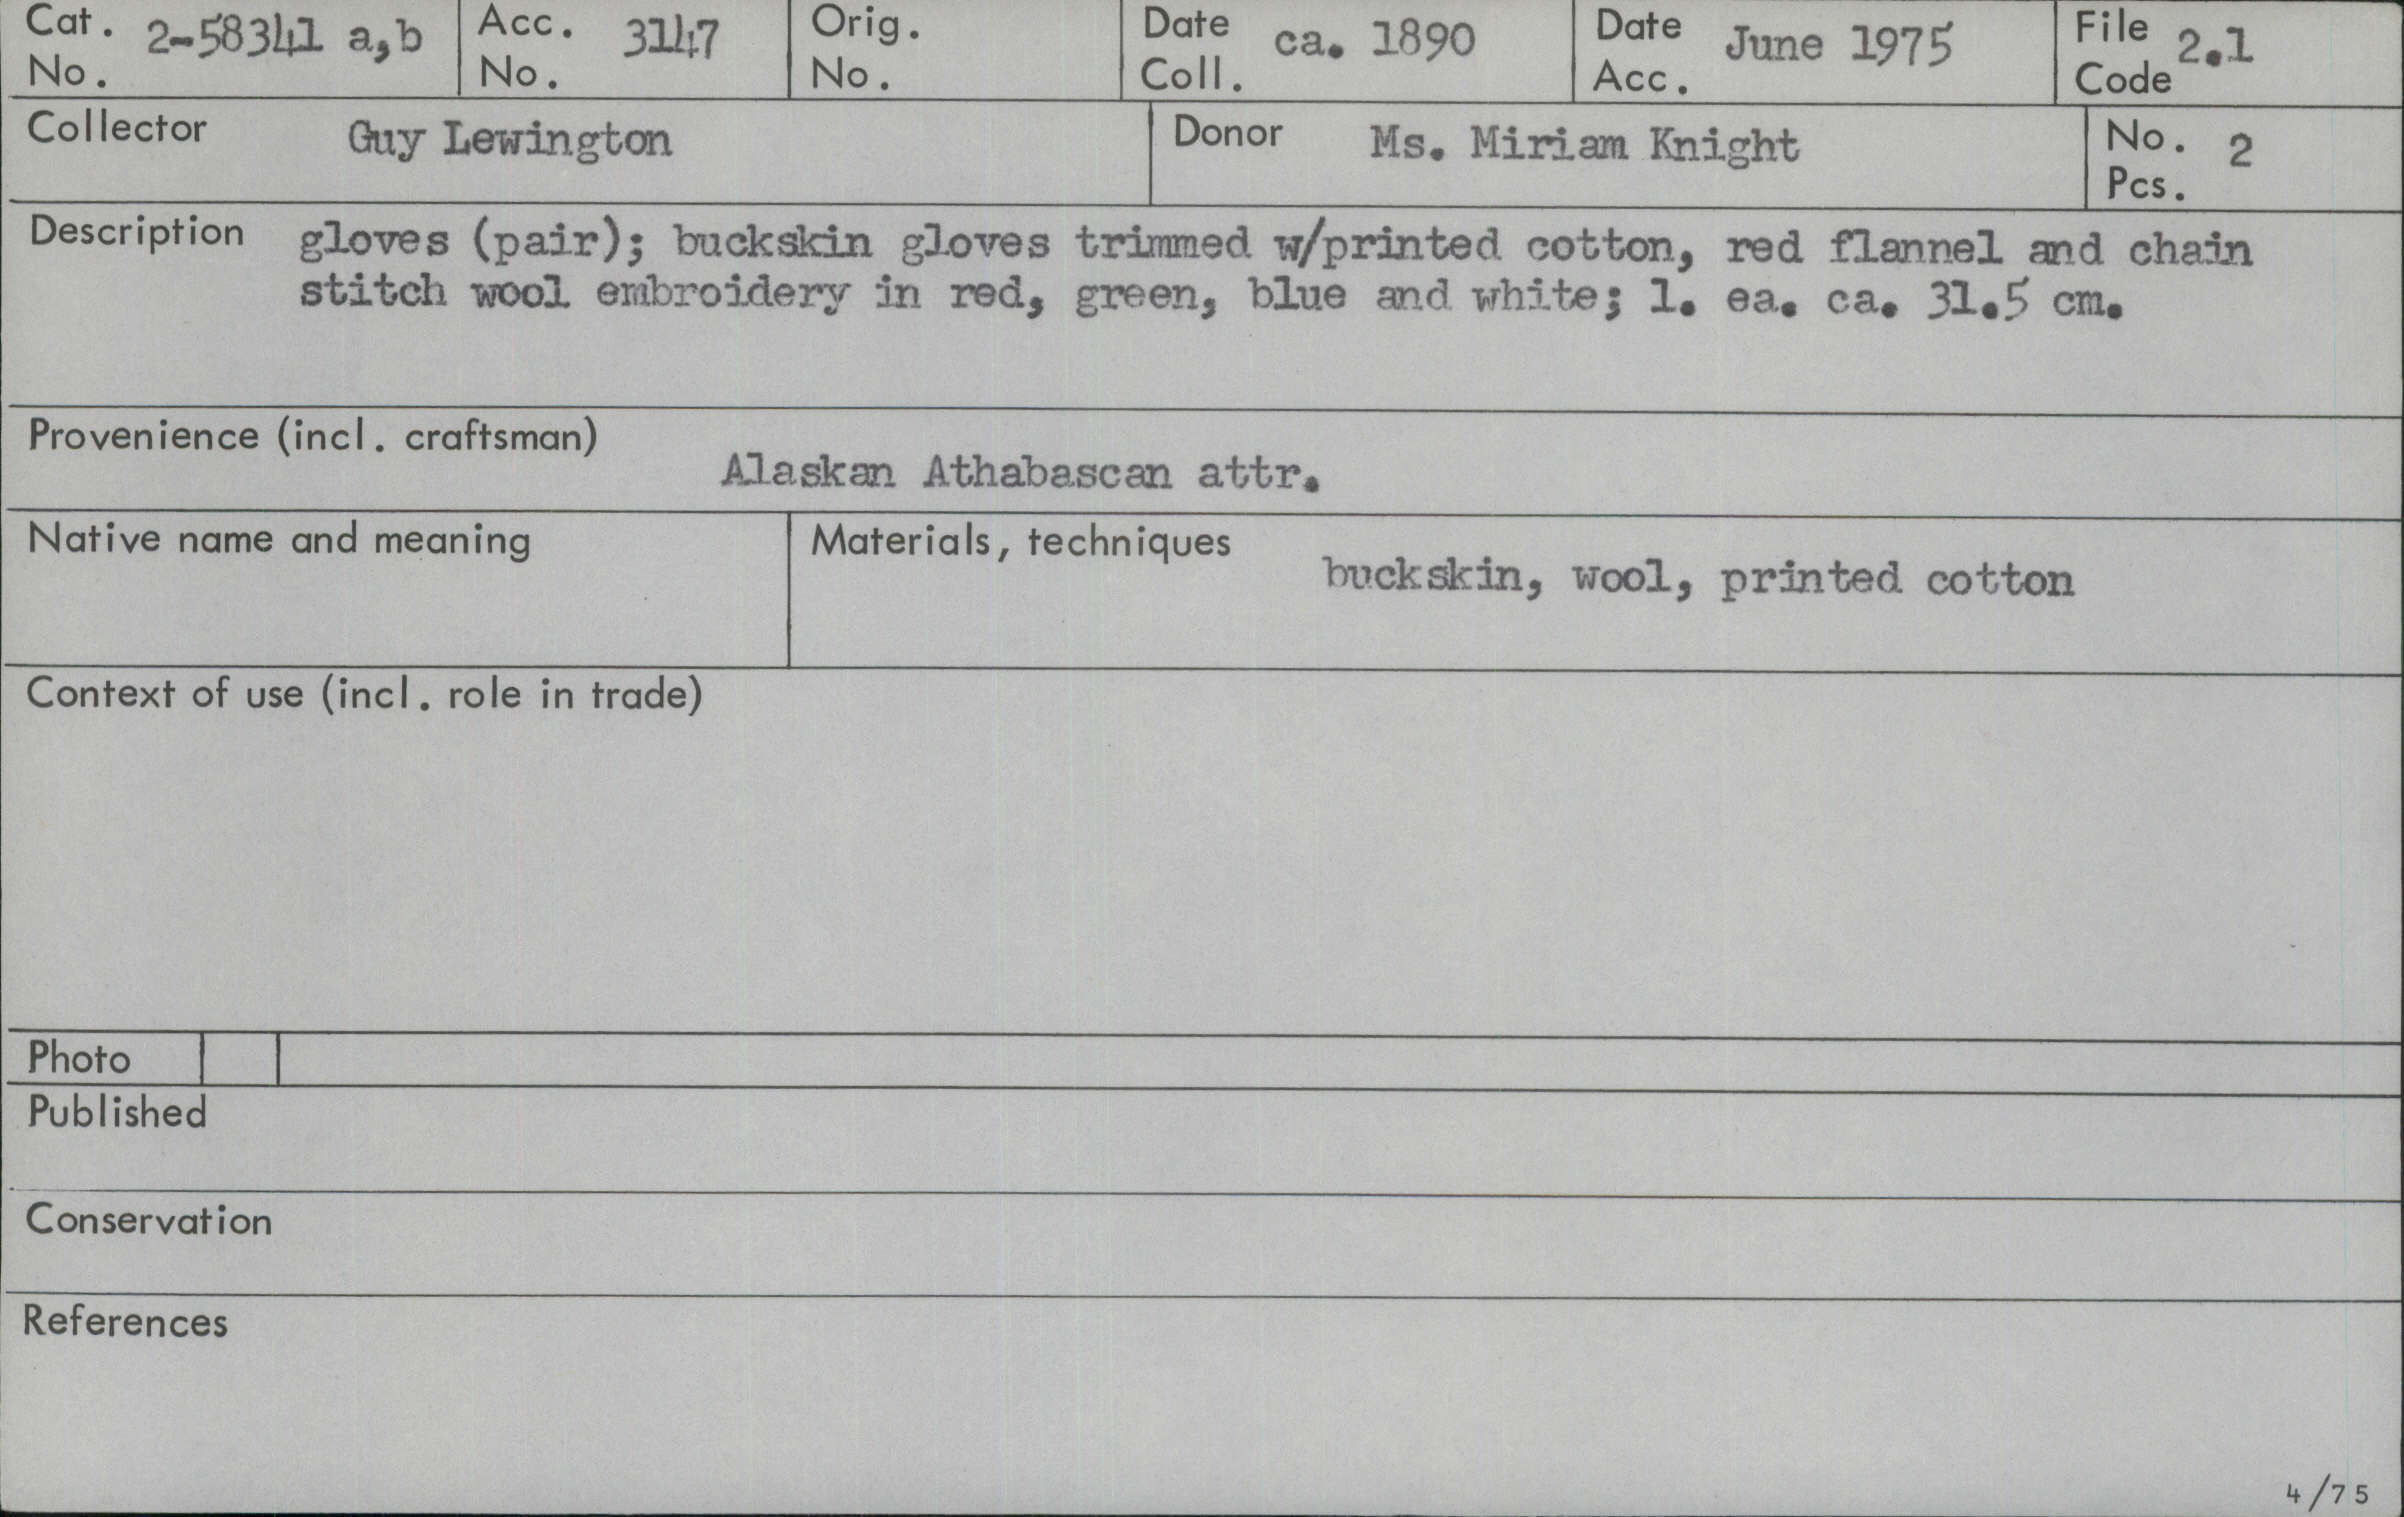 Cat. No. 2-58341 a,b Acc. No. 3147 Orig. No. Date Coll. ca. 1890 Date Acc. June 1975 File Code 2.1
Collector Guy Lewington Donor Ms. Miriam Knight No. Pcs. 2
Description gloves (pair); buckskin gloves trimmed w/printed cotton, red flannel and chain
stitch wool embroidery in red, green, blue and white; l. ea. ca. 31.5 cm.
Provenience (incl. craftsman)
Alaskan Athabascan attr.
Native name and meaning Materials, techniques
buckskin, wool, printed cotton
Context of use (incl. role in trade)
Photo
Published
Conservation
References
4/75